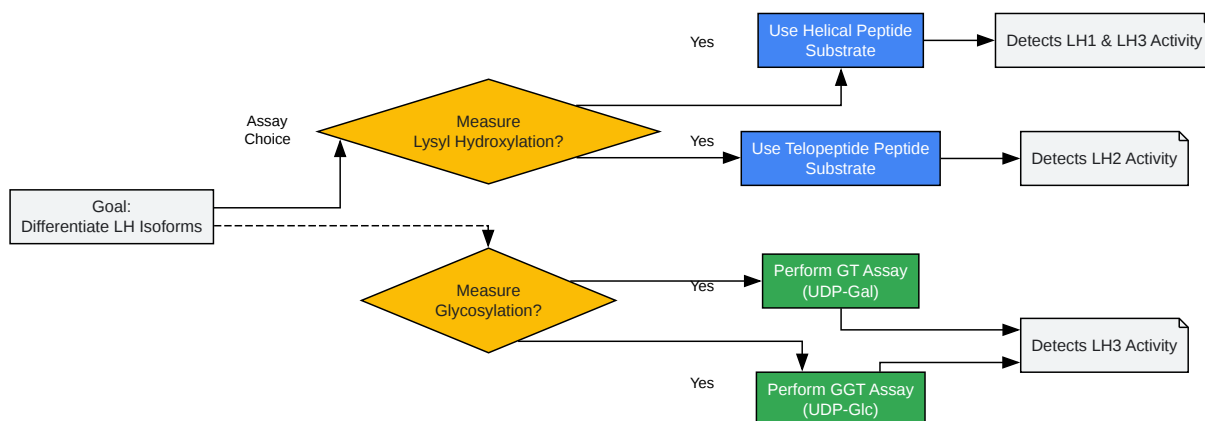 Goal:
Differentiate LH Isoforms
Assay
Choice
Measure
Lysyl Hydroxylation?
Yes
Use Helical Peptide
Substrate
Detects LH1 & LH3 Activity
Yes
Use Telopeptide Peptide
Substrate
Detects LH2 Activity
Measure
Glycosylation?
Yes
Perform GT Assay
(UDP-Gal)
Yes
Perform GGT Assay
(UDP-Glc)
Detects LH3 Activity